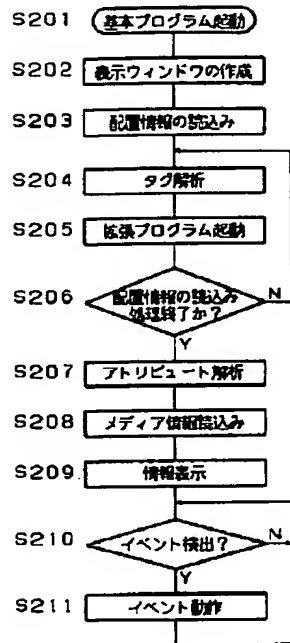 S201 基本プログラム起動
S202 表示ウィンドウの作成
S203 配置情報の読込み
S204 タグ解析
S205 拡張プログラム起動
S206 配置情報の読込み
処理終了か？ N
Y
S207 アトリビュート解析
S208 メディア情報読込み
S209 情報表示
S210 イベント検出？ N
Y
S211 イベント動作